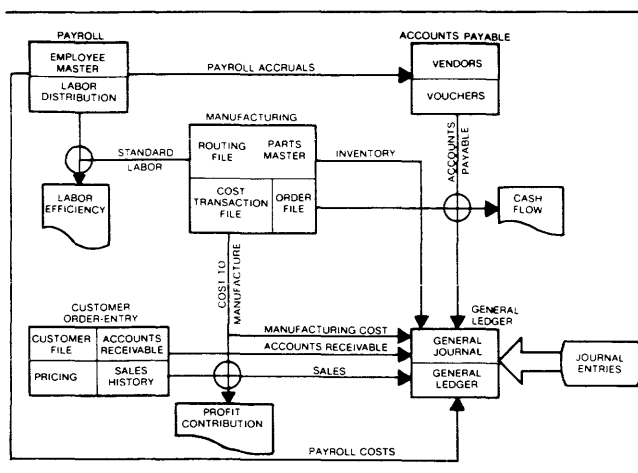 PAYROLL
EMPLOYEE
MASTER
LABOR
DISTRIBUTION
PAYROLL ACCRUALS
ACCOUNTS PAYABLE
VENDORS
VOUCHERS
MANUFACTURING
ROUTING
FILE
PARTS
MASTER
COST
TRANSACTION
FILE
ORDER
FILE
STANDARD
LABOR
INVENTORY
ACCOUNTS
PAYABLE
LABOR
EFFICIENCY
CASH
FLOW
COST TO
MANUFACTURE
CUSTOMER
ORDER-ENTRY
CUSTOMER
FILE
ACCOUNTS
RECEIVABLE
PRICING
SALES
HISTORY
MANUFACTURING COST
ACCOUNTS RECEIVABLE
SALES
GENERAL
LEDGER
GENERAL
JOURNAL
GENERAL
LEDGER
JOURNAL
ENTRIES
PROFIT
CONTRIBUTION
PAYROLL COSTS